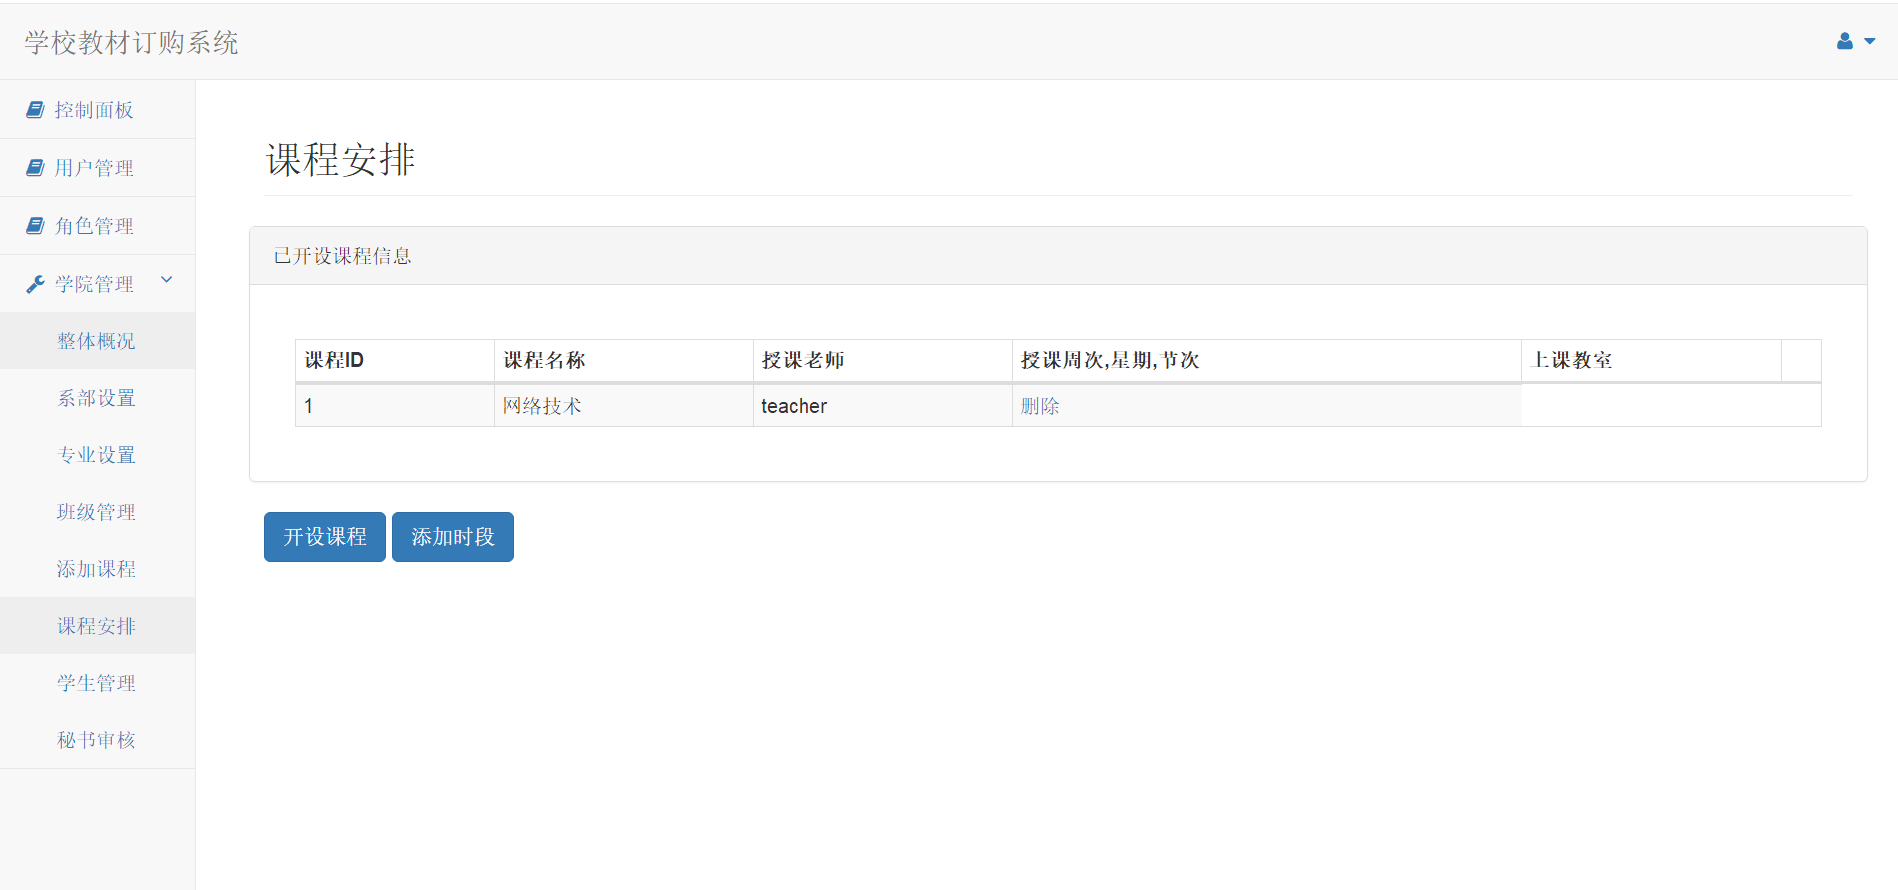 学校教材订购系统
控制面板
用户管理
角色管理
学院管理
整体概况
系部设置
专业设置
班级管理
添加课程
课程安排
学生管理
秘书审核
课程安排
已开设课程信息
课程ID 课程名称 授课老师 授课周次,星期,节次 上课教室
1 网络技术 teacher 删除
开设课程 添加时段